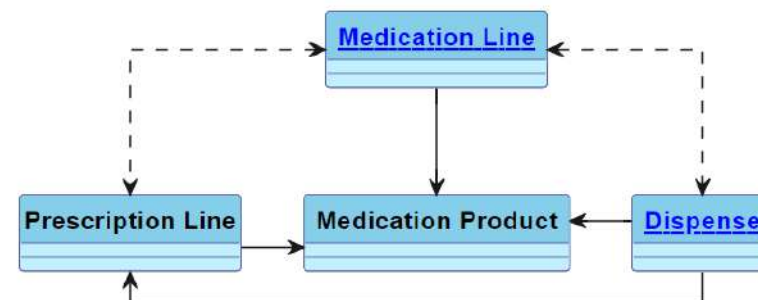 Medication Line
Prescription Line
Medication Product
Dispense